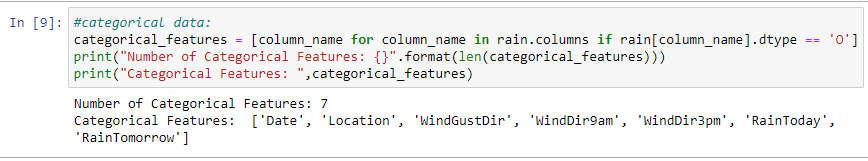 In [9]: #categorical data:
categorical_features = [column_name for column_name in rain.columns if rain[column_name].dtype == 'O']
print("Number of Categorical Features: {}".format(len(categorical_features)))
print("Categorical Features: ",categorical_features)
Number of Categorical Features: 7
Categorical Features:  ['Date', 'Location', 'WindGustDir', 'WindDir9am', 'WindDir3pm', 'RainToday',
'RainTomorrow']